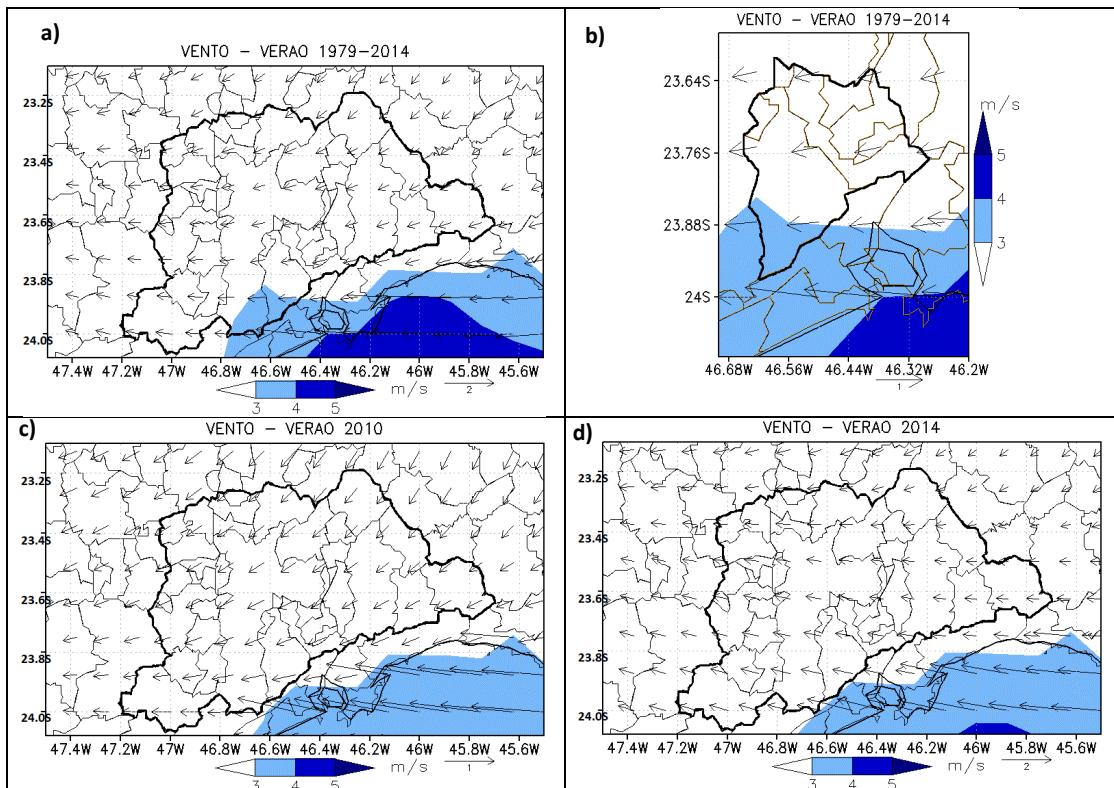 a)
VENTO – VERAO 1979–2014
23.2S
23.4S
23.6S
23.8S
24.0S
47.4W 47.2W 47W 46.8W 46.6W 46.4W 46.2W 46W 45.8W 45.6W
3 4 5 m/s 2
b)
VENTO – VERAO 1979–2014
23.64S
23.76S
23.88S
24S
46.68W 46.56W 46.44W 46.32W 46.2W
1
m/s
5
4
3
c)
VENTO – VERAO 2010
23.2S
23.4S
23.6S
23.8S
24.0S
47.4W 47.2W 47W 46.8W 46.6W 46.4W 46.2W 46W 45.8W 45.6W
3 4 5 m/s 1
d)
VENTO – VERAO 2014
23.2S
23.4S
23.6S
23.8S
24.0S
47.4W 47.2W 47W 46.8W 46.6W 46.4W 46.2W 46W 45.8W 45.6W
3 4 5 m/s 2